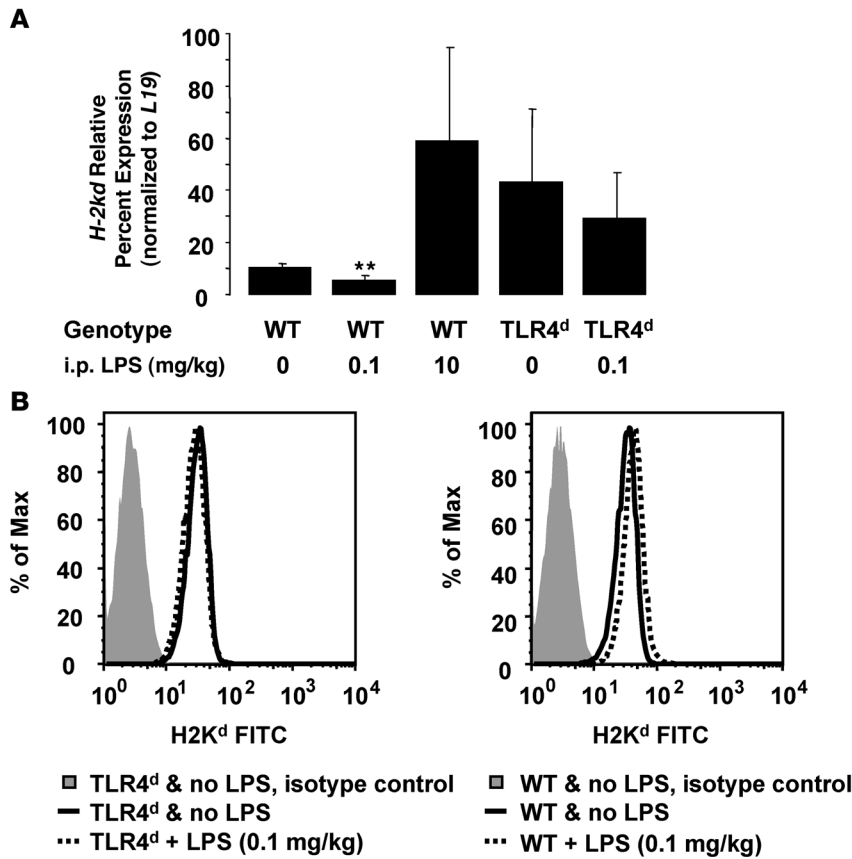 A
H-2kd Relative
Percent Expression
(normalized to L19)
100
80
60
40
20
0
**
Genotype WT WT WT TLR4ᵈ TLR4ᵈ
i.p. LPS (mg/kg) 0 0.1 10 0 0.1
B
% of Max
100
80
60
40
20
0
10⁰ 10¹ 10² 10³ 10⁴
H2Kᵈ FITC
TLR4ᵈ & no LPS, isotype control
TLR4ᵈ & no LPS
TLR4ᵈ + LPS (0.1 mg/kg)
% of Max
100
80
60
40
20
0
10⁰ 10¹ 10² 10³ 10⁴
H2Kᵈ FITC
WT & no LPS, isotype control
WT & no LPS
WT + LPS (0.1 mg/kg)